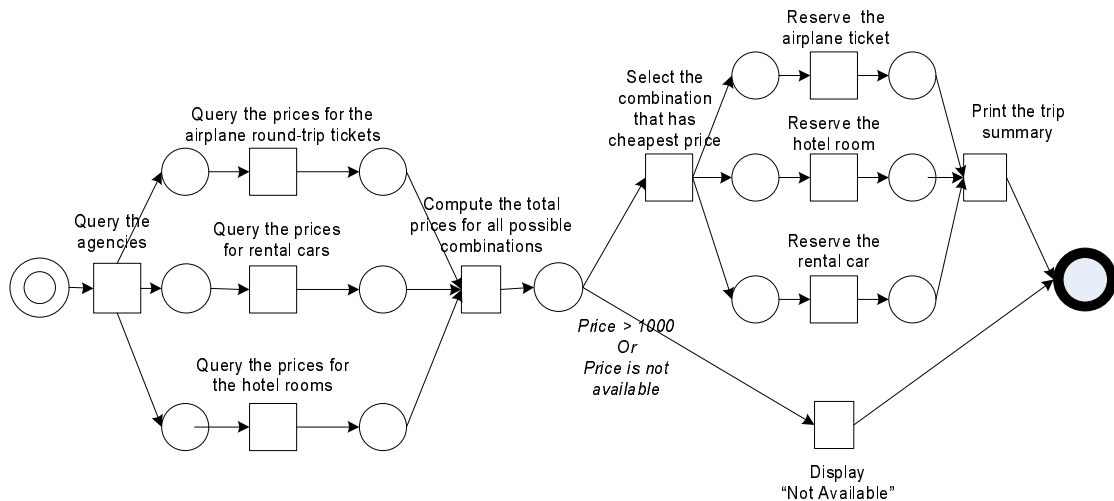 Query the
agencies
Query the prices for the
airplane round-trip tickets
Query the prices
for rental cars
Query the prices for
the hotel rooms
Compute the total
prices for all possible
combinations
Price > 1000
Or
Price is not
available
Select the
combination
that has
cheapest price
Reserve the
airplane ticket
Reserve the
hotel room
Reserve the
rental car
Print the trip
summary
Display
“Not Available”